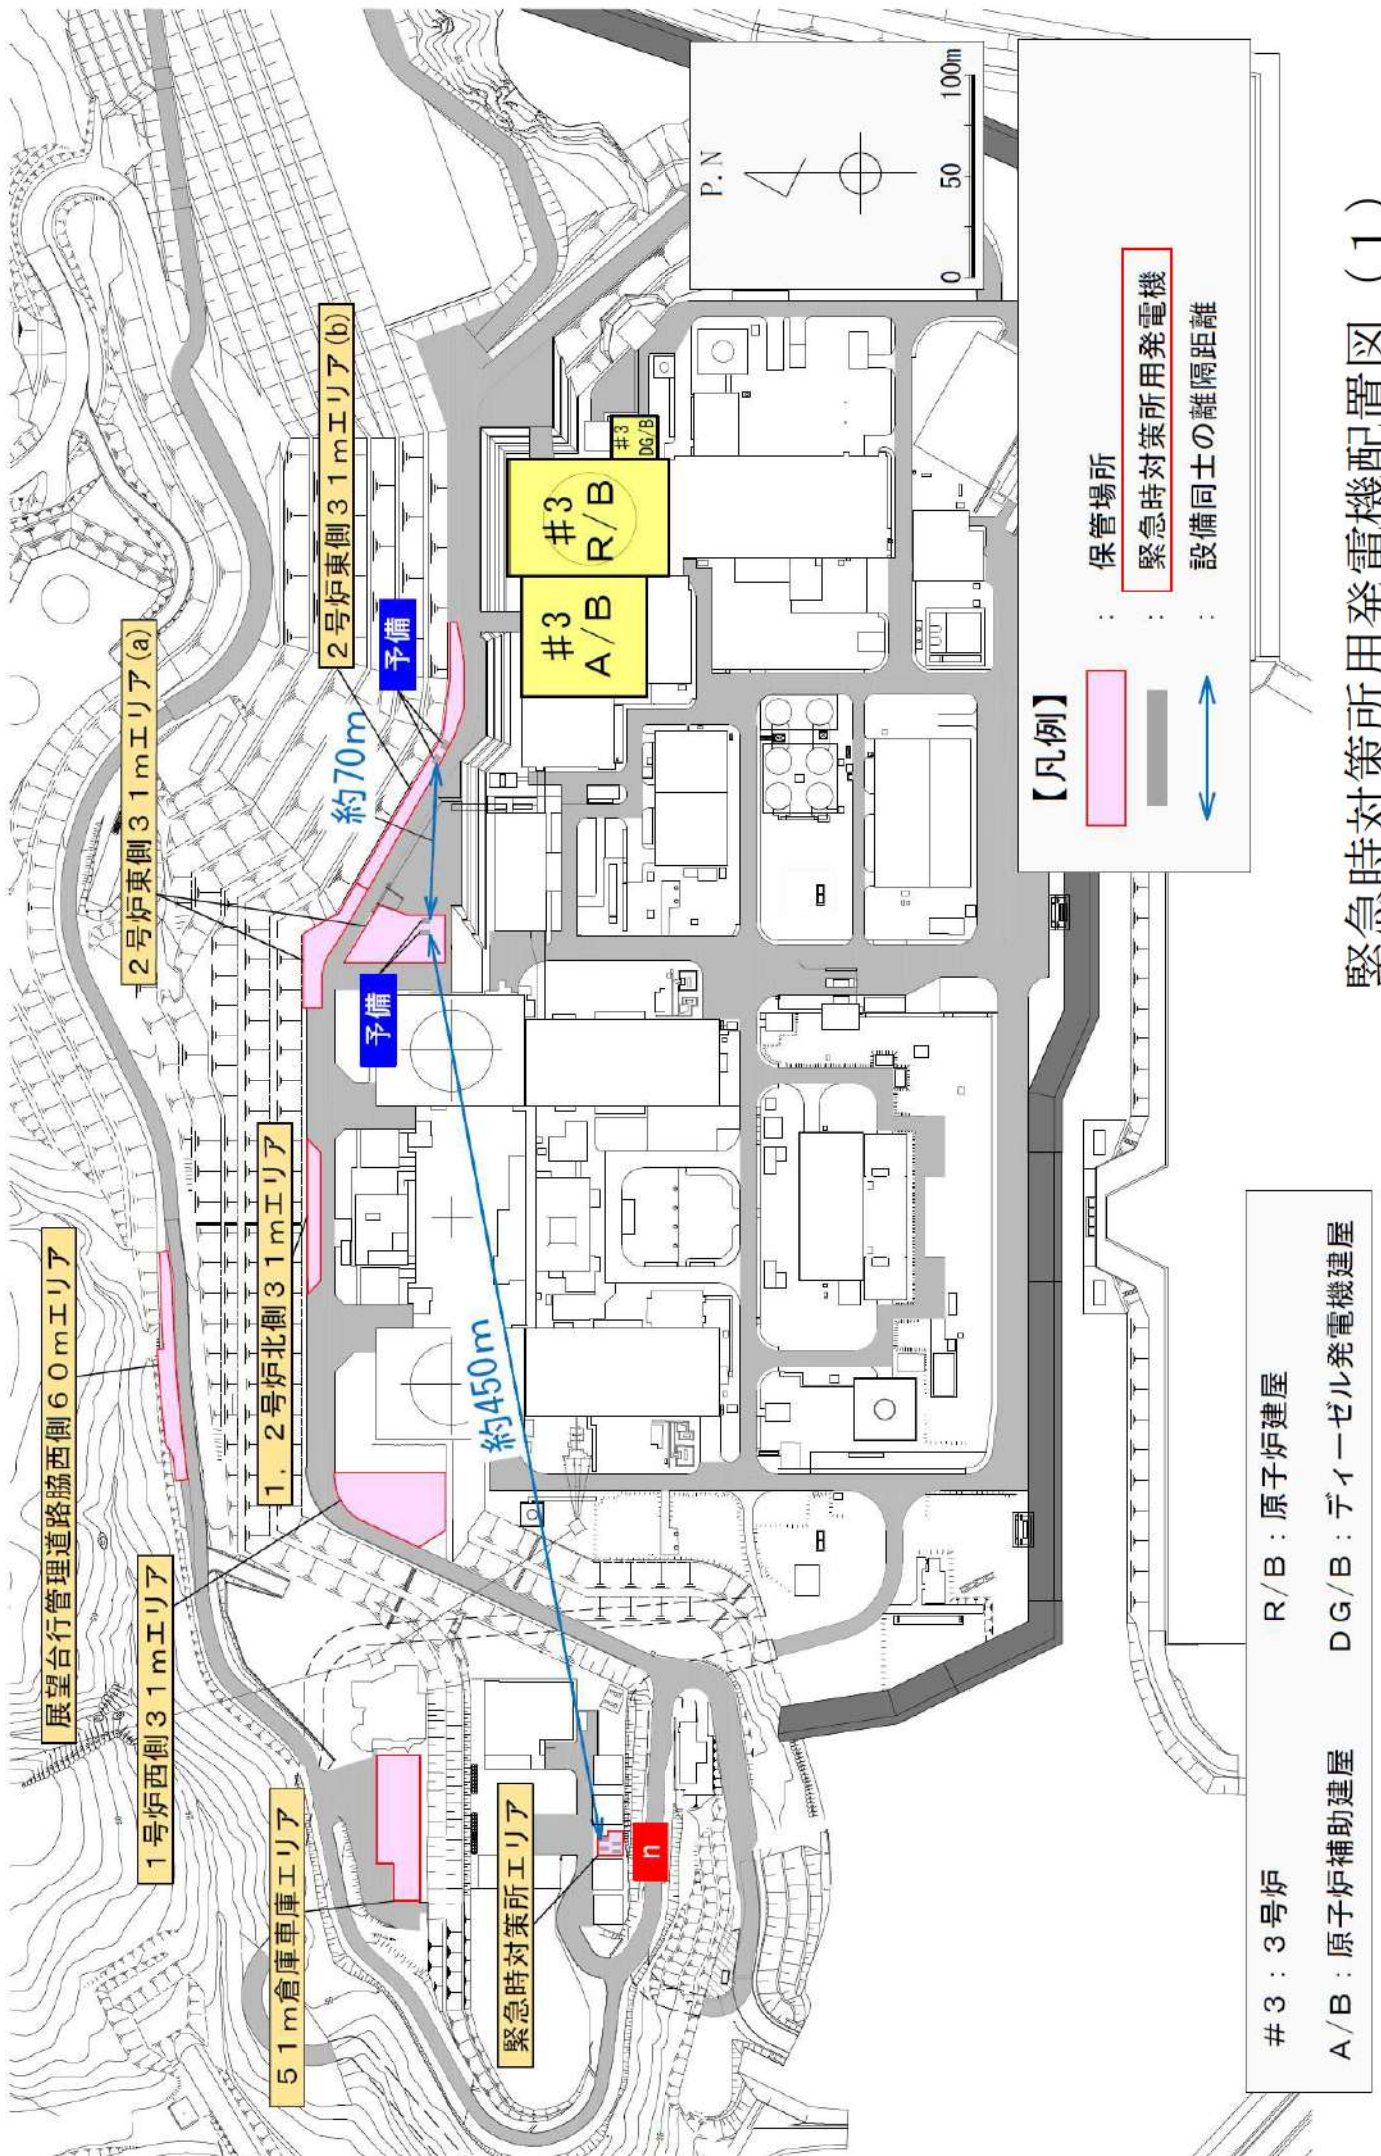 展望台行管理道路脇西側60mエリア
1号炉西側31mエリア
51m倉庫車庫エリア
緊急時対策所エリア
1．2号炉北側31mエリア
2号炉東側31mエリア(a)
2号炉東側31mエリア(b)
予備
予備
約70m
約450m
n
#3
A/B
#3
R/B
#3
DG/B
P.N
0 50 100m
【凡例】
： 保管場所
： 緊急時対策所用発電機
： 設備同士の離隔距離
#3：3号炉 R/B：原子炉建屋
A/B：原子炉補助建屋 DG/B：ディーゼル発電機建屋
緊急時対策所用発電機配置図（1）